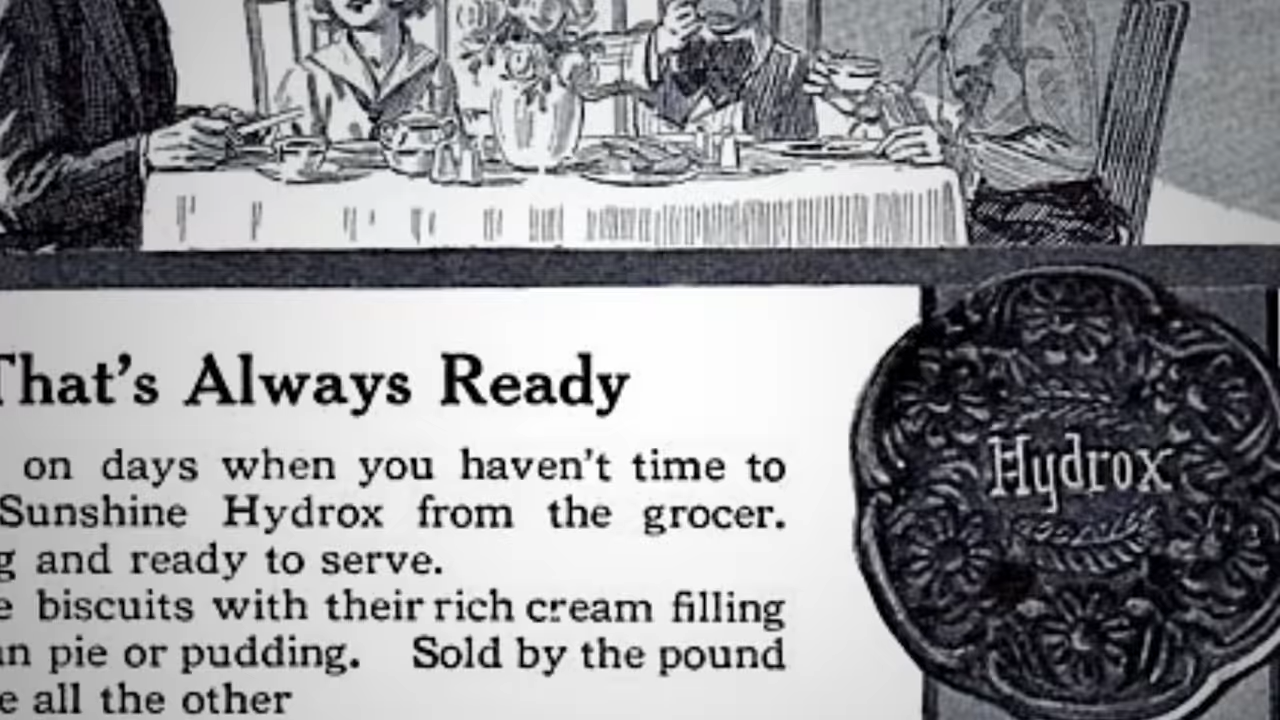 That's Always Ready
on days when you haven't time to
Sunshine Hydrox from the grocer.
g and ready to serve.
e biscuits with their rich cream filling
an pie or pudding. Sold by the pound
e all the other
Hydrox